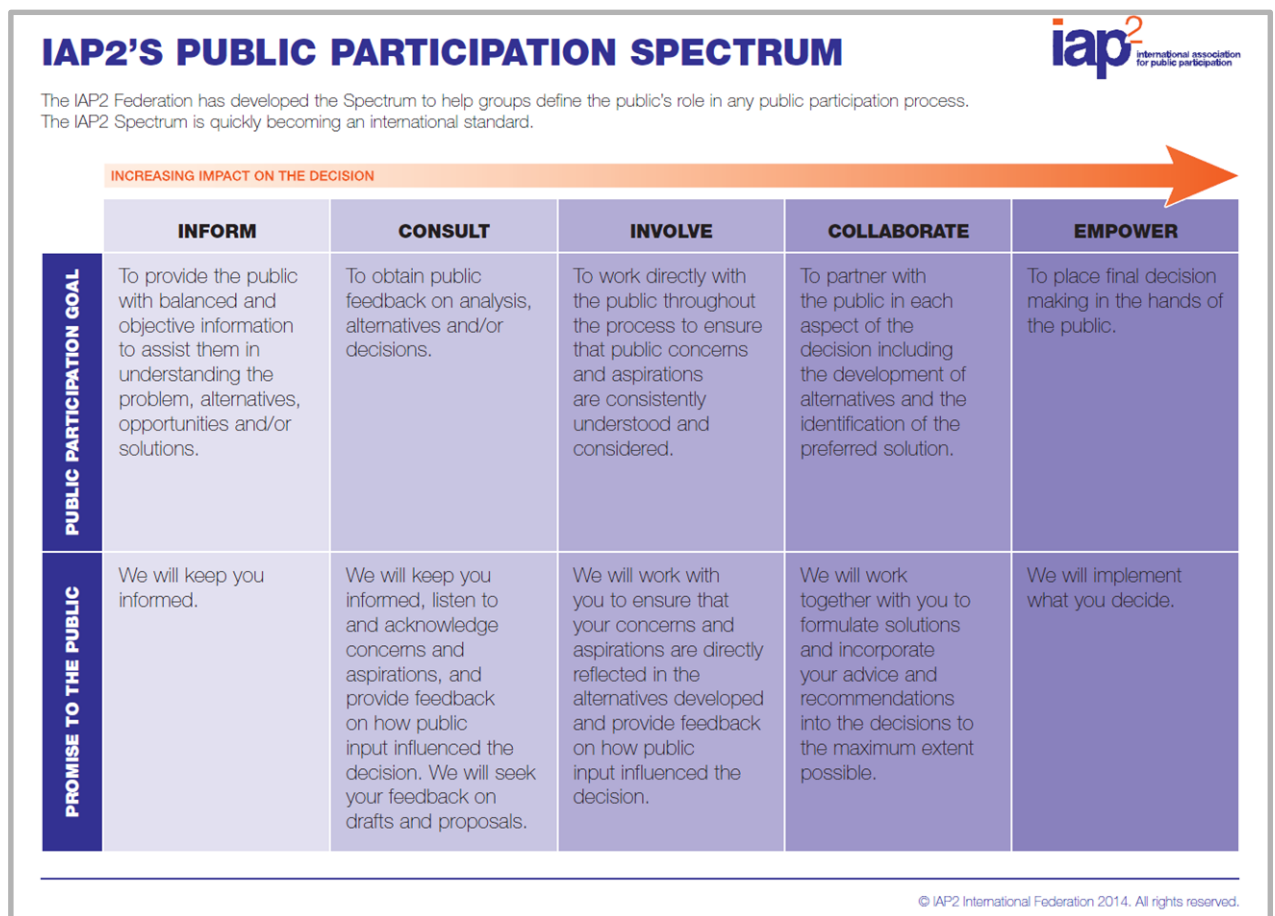 IAP2'S PUBLIC PARTICIPATION SPECTRUM
iap2
international association
for public participation
The IAP2 Federation has developed the Spectrum to help groups define the public's role in any public participation process.
The IAP2 Spectrum is quickly becoming an international standard.
INCREASING IMPACT ON THE DECISION
INFORM
CONSULT
INVOLVE
COLLABORATE
EMPOWER
PUBLIC PARTICIPATION GOAL
To provide the public
with balanced and
objective information
to assist them in
understanding the
problem, alternatives,
opportunities and/or
solutions.
To obtain public
feedback on analysis,
alternatives and/or
decisions.
To work directly with
the public throughout
the process to ensure
that public concerns
and aspirations
are consistently
understood and
considered.
To partner with
the public in each
aspect of the
decision including
the development of
alternatives and the
identification of the
preferred solution.
To place final decision
making in the hands of
the public.
PROMISE TO THE PUBLIC
We will keep you
informed.
We will keep you
informed, listen to
and acknowledge
concerns and
aspirations, and
provide feedback
on how public
input influenced the
decision. We will seek
your feedback on
drafts and proposals.
We will work with
you to ensure that
your concerns and
aspirations are directly
reflected in the
alternatives developed
and provide feedback
on how public
input influenced the
decision.
We will work
together with you to
formulate solutions
and incorporate
your advice and
recommendations
into the decisions to
the maximum extent
possible.
We will implement
what you decide.
© IAP2 International Federation 2014. All rights reserved.